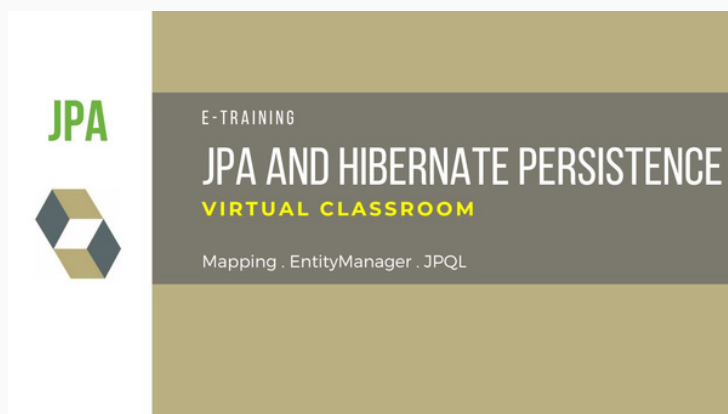 JPA
E-TRAINING
JPA AND HIBERNATE PERSISTENCE
VIRTUAL CLASSROOM
Mapping . EntityManager . JPQL